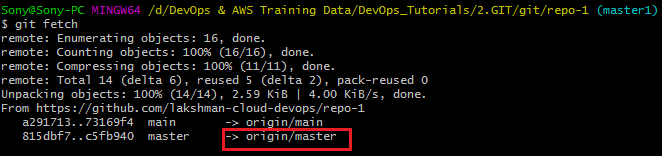 Sony@Sony-PC MINGW64 /d/DevOps & AWS Training Data/DevOps_Tutorials/2.GIT/git/repo-1 (master1)
$ git fetch
remote: Enumerating objects: 16, done.
remote: Counting objects: 100% (16/16), done.
remote: Compressing objects: 100% (11/11), done.
remote: Total 14 (delta 6), reused 5 (delta 2), pack-reused 0
Unpacking objects: 100% (14/14), 2.59 KiB | 4.00 KiB/s, done.
From https://github.com/lakshman-cloud-devops/repo-1
   a291713..73169f4  main       -> origin/main
   815dbf7..c5fb940  master     -> origin/master